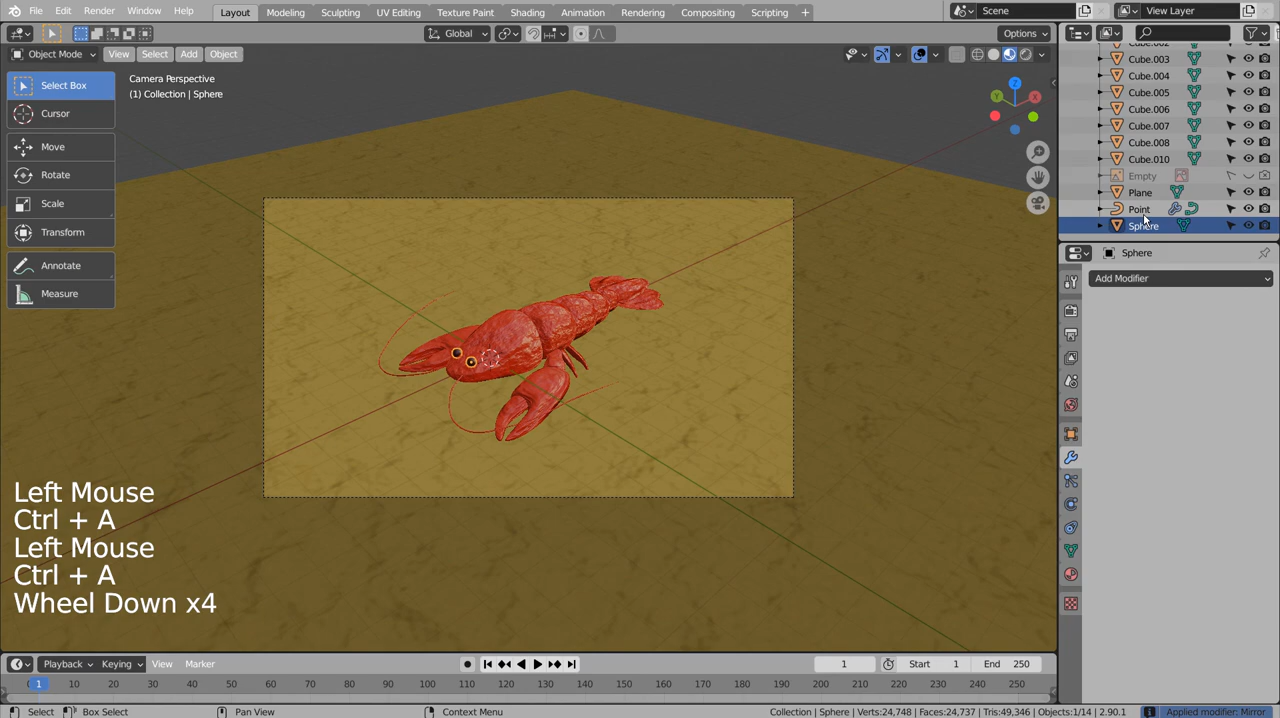 File Edit Render Window Help Layout Modeling Sculpting UV Editing Texture Paint Shading Animation Rendering Compositing Scripting + Scene View Layer
Global Options
Object Mode View Select Add Object
Select Box
Cursor
Move
Rotate
Scale
Transform
Annotate
Measure
Camera Perspective
(1) Collection | Sphere
Z
Y
X
Left Mouse
Ctrl + A
Left Mouse
Ctrl + A
Wheel Down x4
Cube.002
Cube.003
Cube.004
Cube.005
Cube.006
Cube.007
Cube.008
Cube.010
Empty
Plane
Point
Sphere
Sphere
Add Modifier
Playback Keying View Marker 1 Start 1 End 250
1 10 20 30 40 50 60 70 80 90 100 110 120 130 140 150 160 170 180 190 200 210 220 230 240 250
Select Box Select Pan View Context Menu Collection | Sphere | Verts:24,748 | Faces:24,737 | Tris:49,346 | Objects:1/14 | 2.90.1 Applied modifier: Mirror